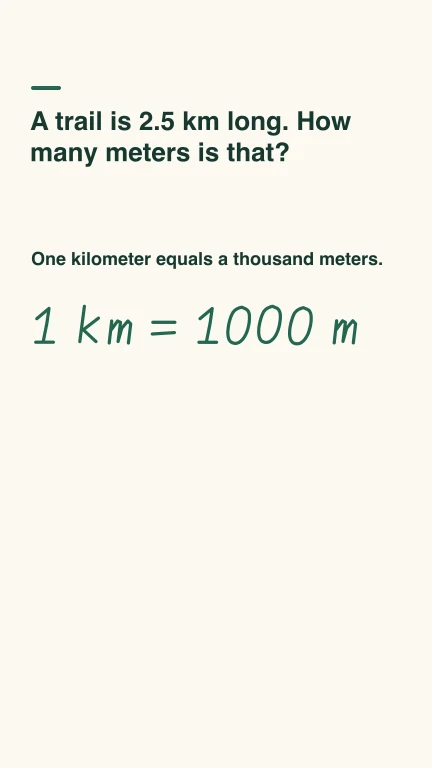 A trail is 2.5 km long. How
many meters is that?
One kilometer equals a thousand meters.
1 km = 1000 m